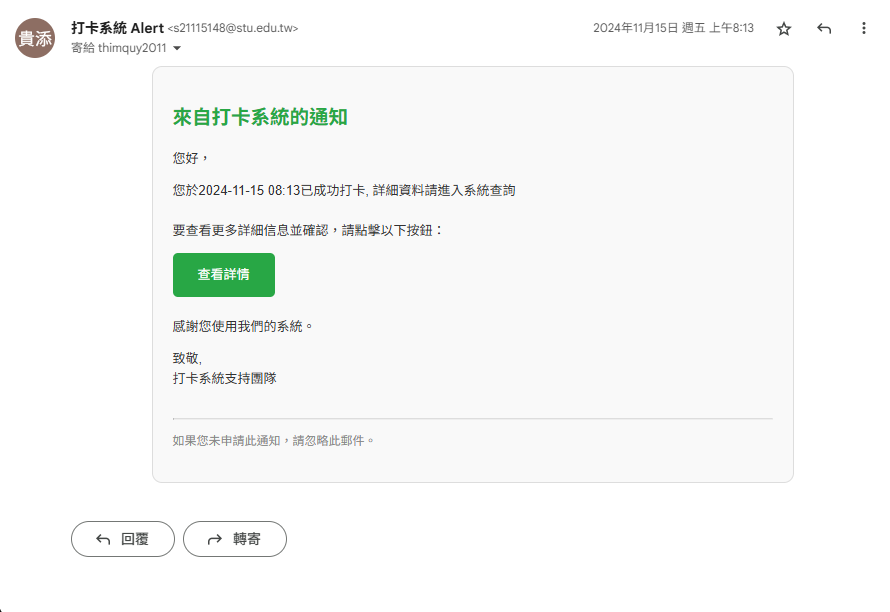 貴添
打卡系統 Alert <s21115148@stu.edu.tw>
2024年11月15日 週五 上午8:13
寄給 thimquy2011
來自打卡系統的通知
您好，
您於2024-11-15 08:13已成功打卡, 詳細資料請進入系統查詢
要查看更多詳細信息並確認，請點擊以下按鈕：
查看詳情
感謝您使用我們的系統。
致敬,
打卡系統支持團隊
如果您未申請此通知，請忽略此郵件。
回覆
轉寄